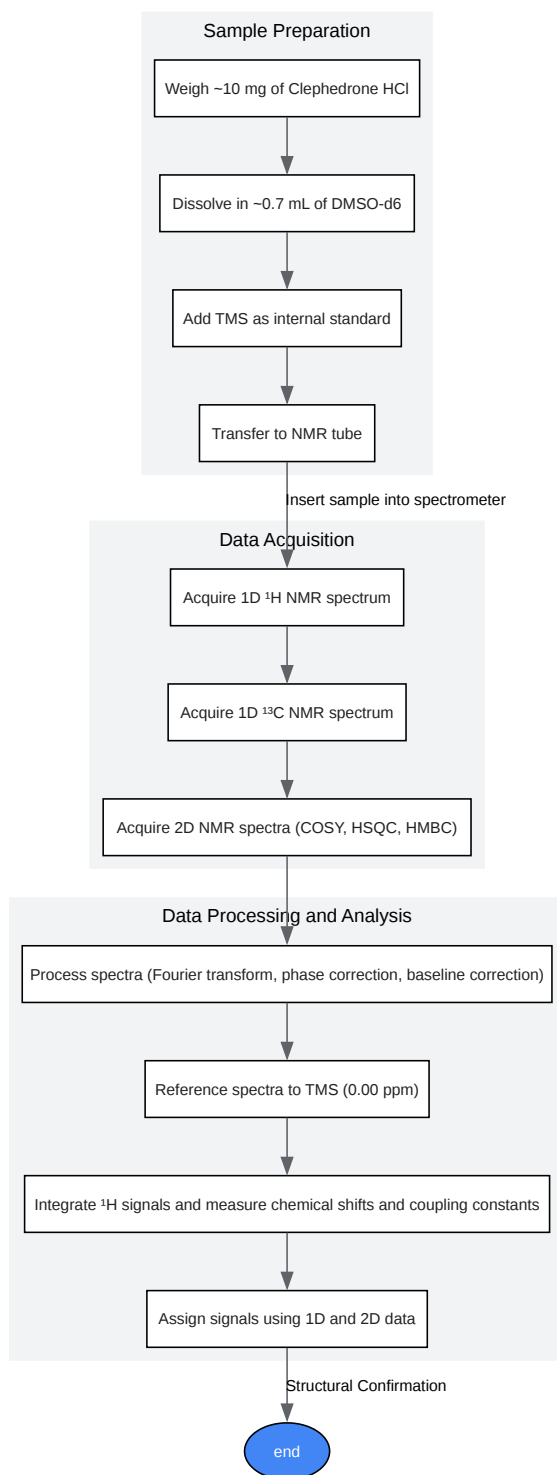 Sample Preparation
Weigh ~10 mg of Clephedrone HCl
Dissolve in ~0.7 mL of DMSO-d6
Add TMS as internal standard
Transfer to NMR tube
Insert sample into spectrometer
Data Acquisition
Acquire 1D ¹H NMR spectrum
Acquire 1D ¹³C NMR spectrum
Acquire 2D NMR spectra (COSY, HSQC, HMBC)
Data Processing and Analysis
Process spectra (Fourier transform, phase correction, baseline correction)
Reference spectra to TMS (0.00 ppm)
Integrate ¹H signals and measure chemical shifts and coupling constants
Assign signals using 1D and 2D data
Structural Confirmation
end